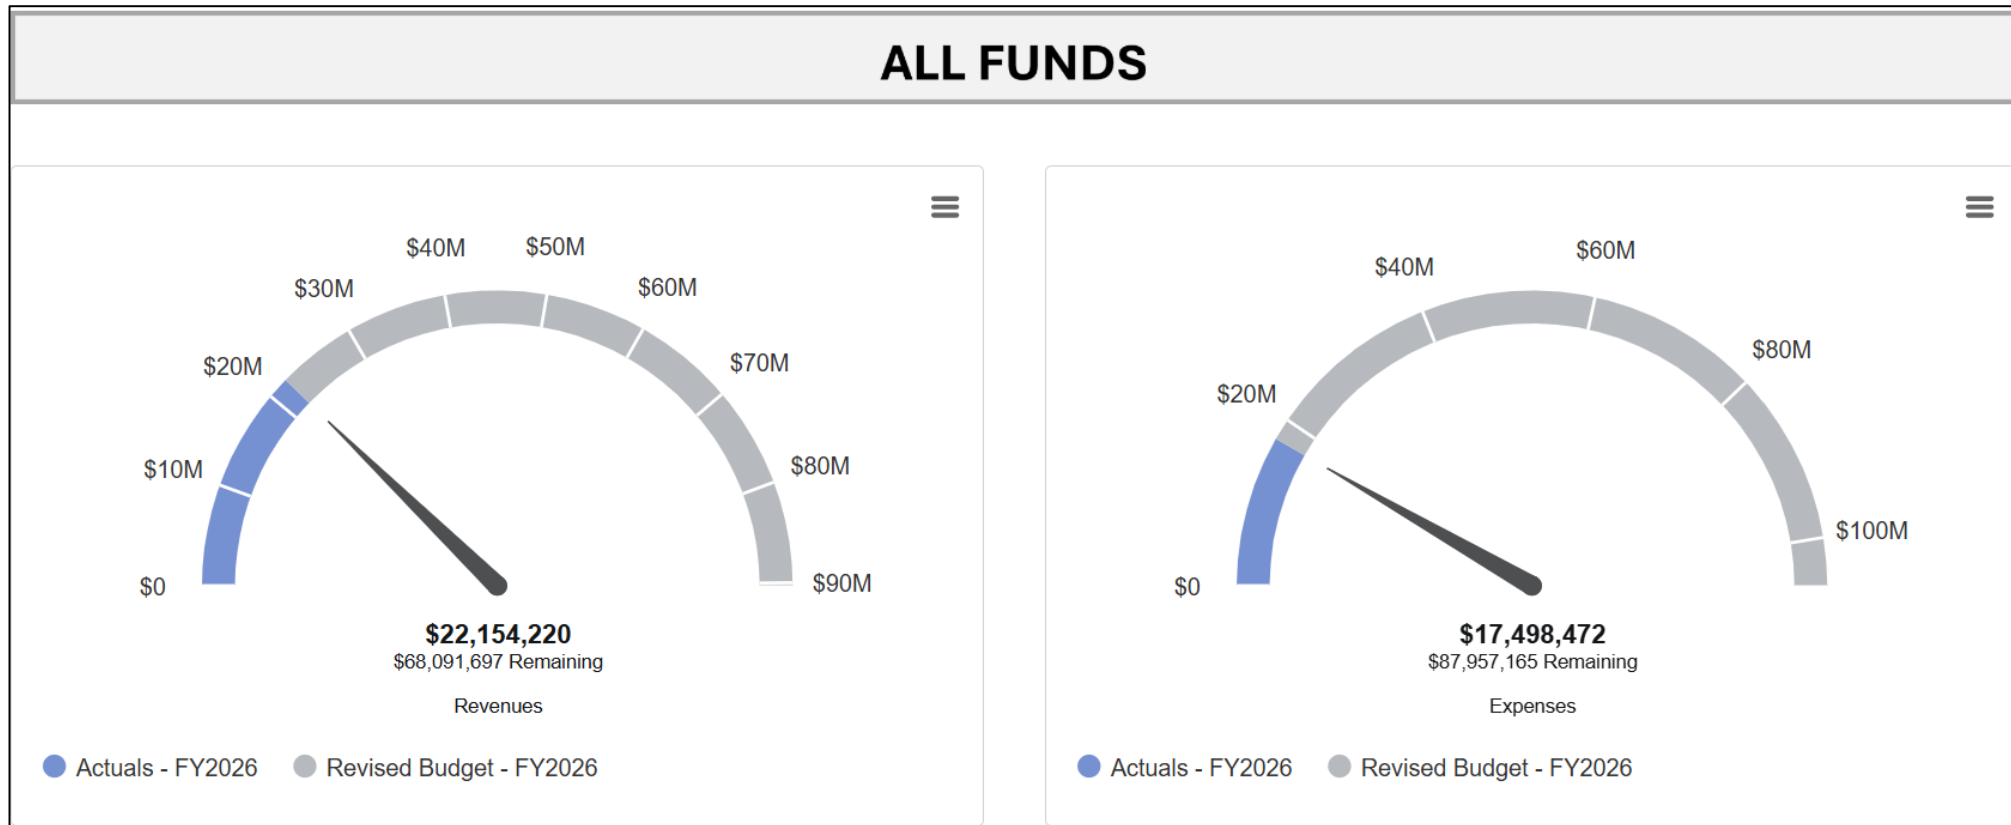 ALL FUNDS
$0
$10M
$20M
$30M
$40M
$50M
$60M
$70M
$80M
$90M
$22,154,220
$68,091,697 Remaining
Revenues
Actuals - FY2026
Revised Budget - FY2026
$0
$20M
$40M
$60M
$80M
$100M
$17,498,472
$87,957,165 Remaining
Expenses
Actuals - FY2026
Revised Budget - FY2026